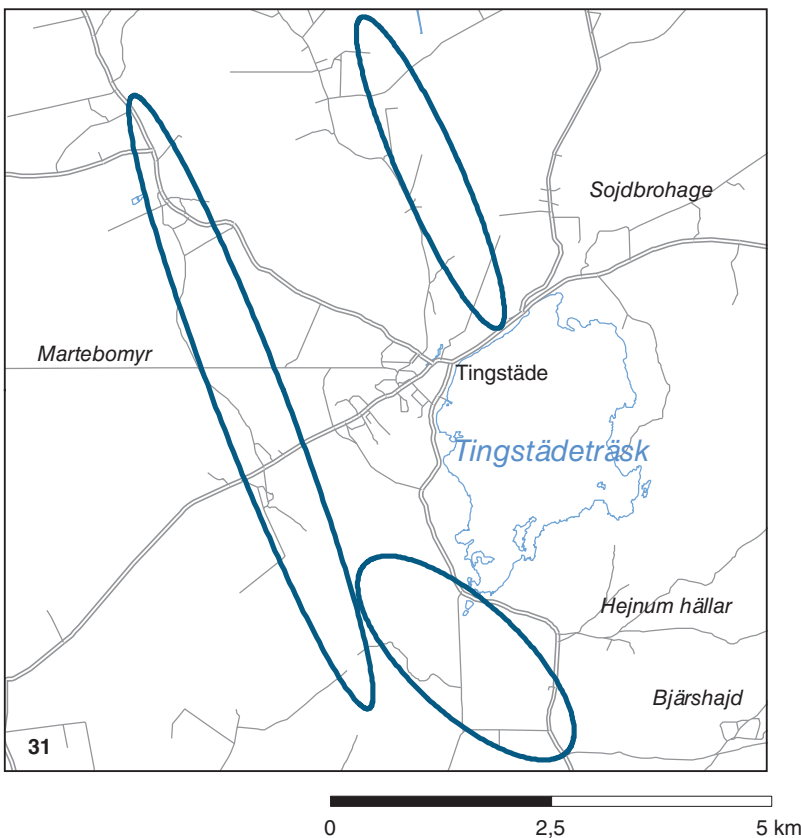 Sojdbrohage
Martebomyr
Tingstäde
Tingstädeträsk
Hejnum hällar
Bjärshajd
31
0 2,5 5 km